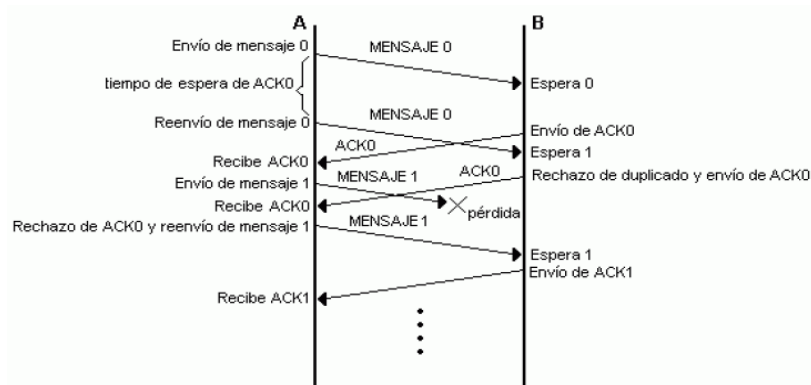 A
B
Envío de mensaje 0
MENSAJE 0
tiempo de espera de ACK0
Espera 0
MENSAJE 0
Reenvío de mensaje 0
Envío de ACK0
ACK0
Espera 1
Recibe ACK0
MENSAJE 1
ACK0
Rechazo de duplicado y envío de ACK0
Envío de mensaje 1
Recibe ACK0
pérdida
MENSAJE 1
Rechazo de ACK0 y reenvío de mensaje 1
Espera 1
Envío de ACK1
Recibe ACK1